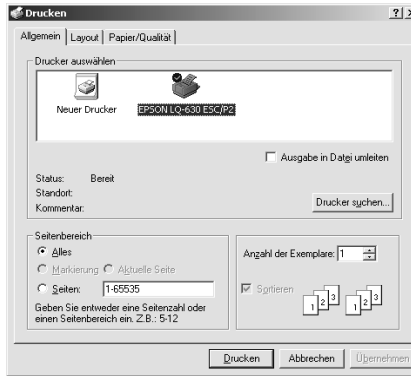 Drucken
Allgemein Layout Papier/Qualität
Drucker auswählen
Neuer Drucker EPSON LQ-630 ESC/P2
Ausgabe in Datei umleiten
Status: Bereit
Standort:
Kommentar:
Drucker suchen...
Seitenbereich
Alles
Markierung Aktuelle Seite
Seiten: 1-65535
Geben Sie entweder eine Seitenzahl oder
einen Seitenbereich ein. Z.B.: 5-12
Anzahl der Exemplare: 1
Sortieren
1 2 3 1 2 3
Drucken Abbrechen Übernehmen